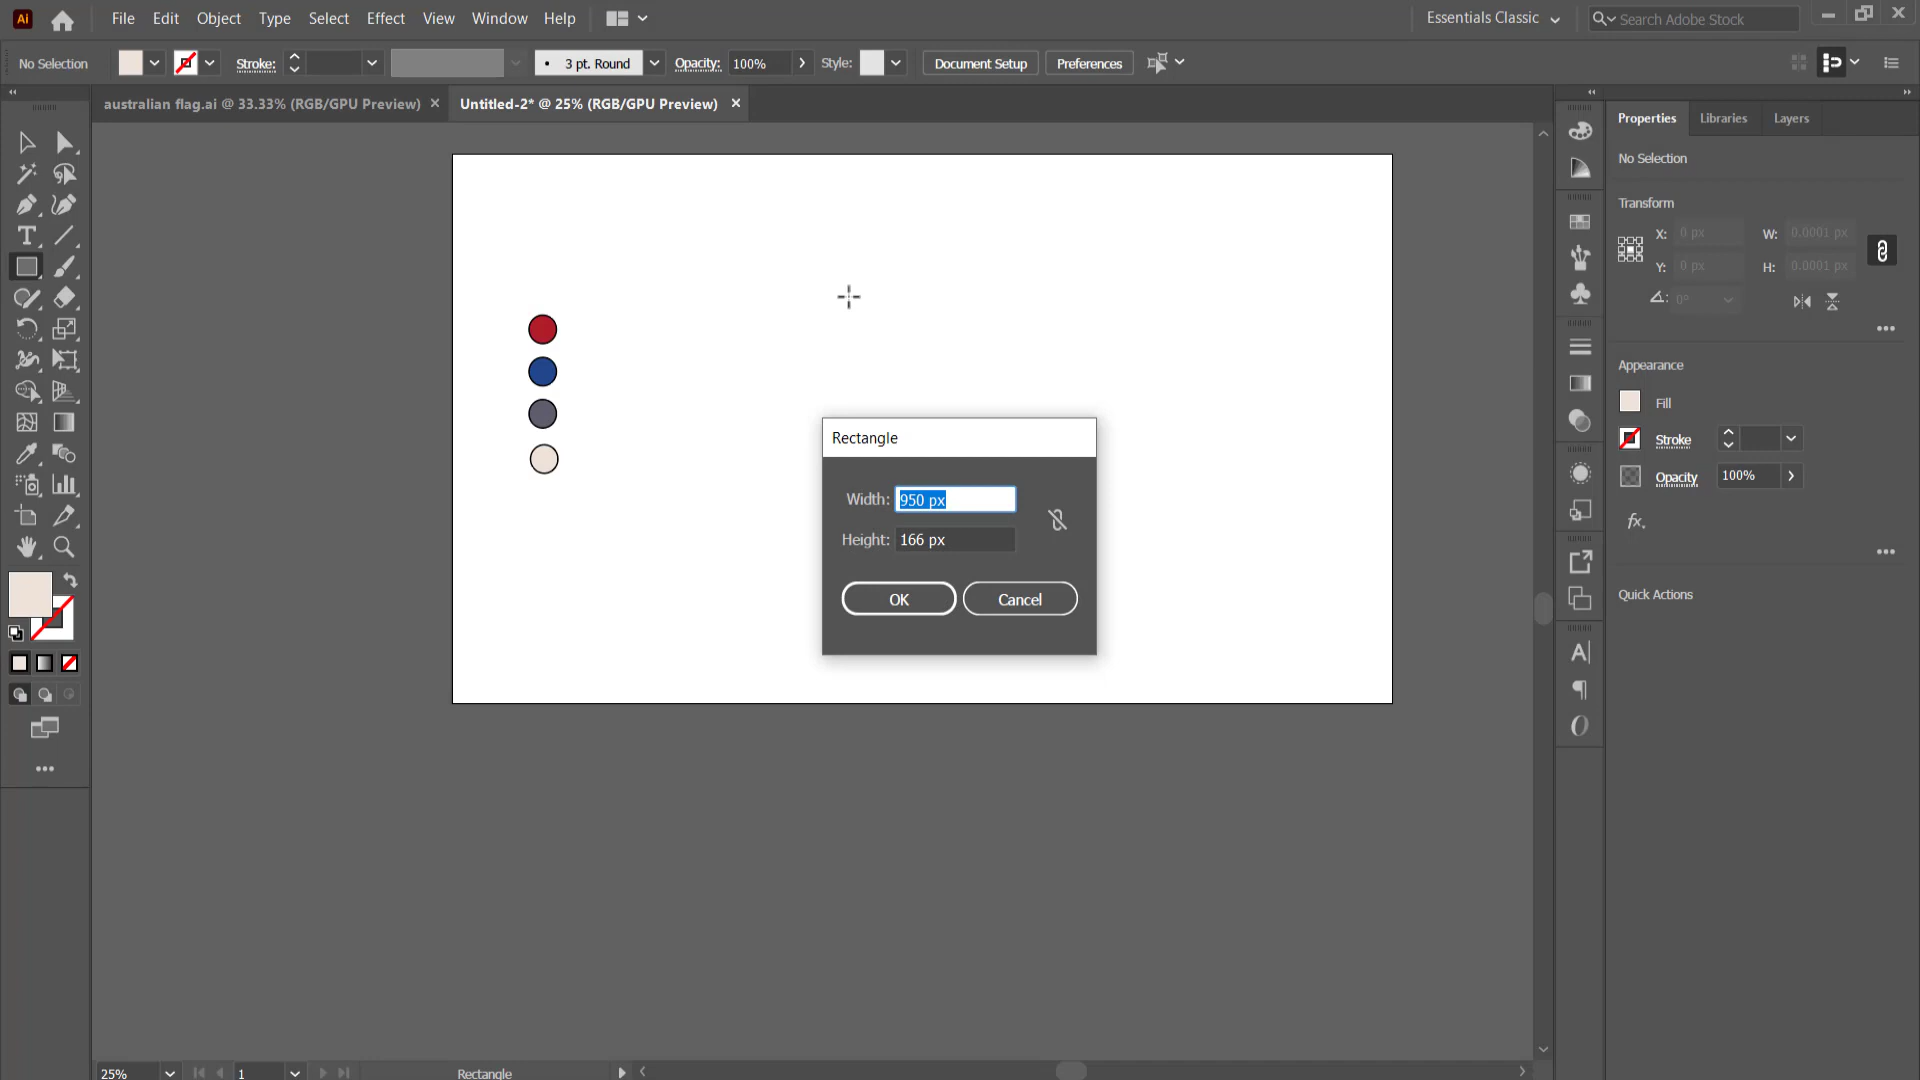 Ai File Edit Object Type Select Effect View Window Help Essentials Classic Search Adobe Stock
No Selection Stroke: 3 pt. Round Opacity: 100% Style: Document Setup Preferences
australian flag.ai @ 33.33% (RGB/GPU Preview) Untitled-2* @ 25% (RGB/GPU Preview)
Properties Libraries Layers
No Selection
Transform
X: 0 px W: 0.0001 px
Y: 0 px H: 0.0001 px
0°
Appearance
Fill
Stroke
Opacity 100%
fx.
Quick Actions
Rectangle
Width: 950 px
Height: 166 px
OK Cancel
25% 1 Rectangle